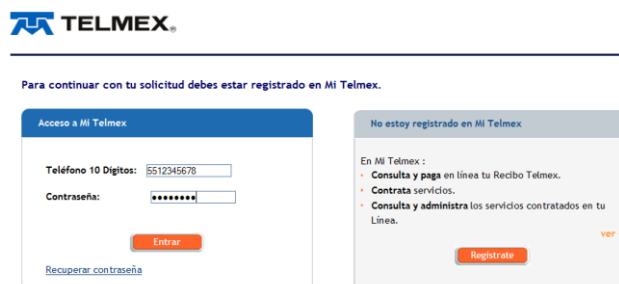 TELMEX®
Para continuar con tu solicitud debes estar registrado en Mi Telmex.
Acceso a Mi Telmex
Teléfono 10 Digitos: 5512345678
Contraseña: ••••••••
Entrar
Recuperar contraseña
No estoy registrado en Mi Telmex
En Mi Telmex :
Consulta y paga en línea tu Recibo Telmex.
Contrata servicios.
Consulta y administra los servicios contratados en tu
Línea.
ver
Registrate